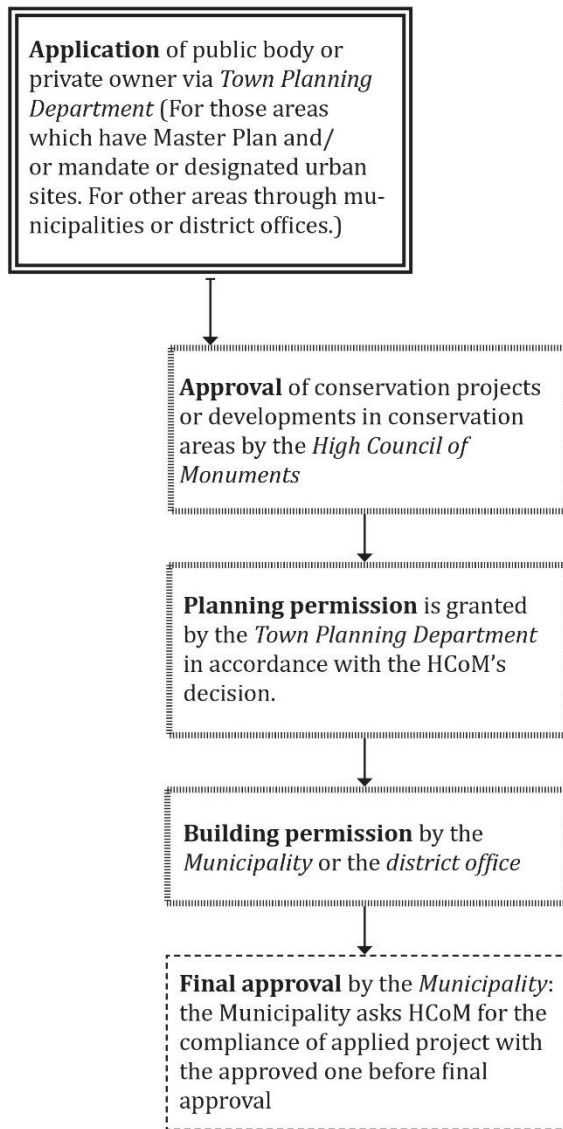 Application of public body or
private owner via Town Planning
Department (For those areas
which have Master Plan and/
or mandate or designated urban
sites. For other areas through mu-
nicipalities or district offices.)
Approval of conservation projects
or developments in conservation
areas by the High Council of
Monuments
Planning permission is granted
by the Town Planning Department
in accordance with the HCoM’s
decision.
Building permission by the
Municipality or the district office
Final approval by the Municipality:
the Municipality asks HCoM for the
compliance of applied project with
the approved one before final
approval